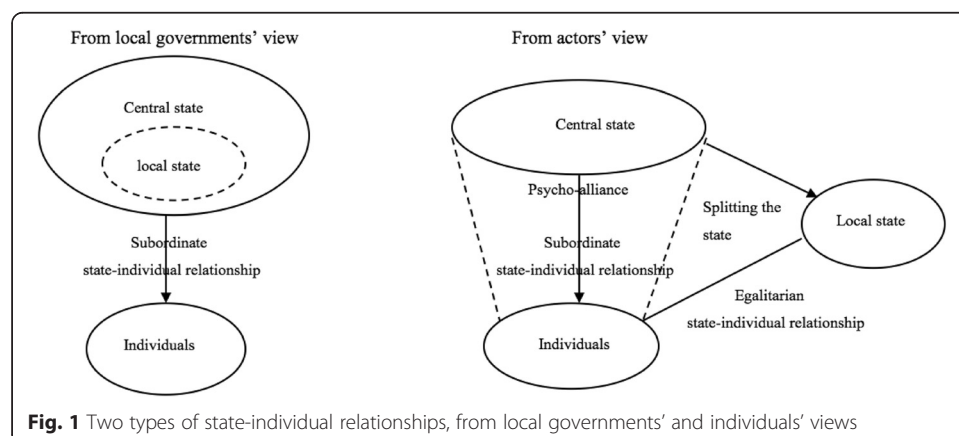 From local governments' view
Central state
local state
Subordinate
state-individual relationship
Individuals
From actors' view
Central state
Psycho-alliance
Subordinate
state-individual relationship
Individuals
Splitting the
state
Local state
Egalitarian
state-individual relationship
Fig. 1 Two types of state-individual relationships, from local governments' and individuals' views